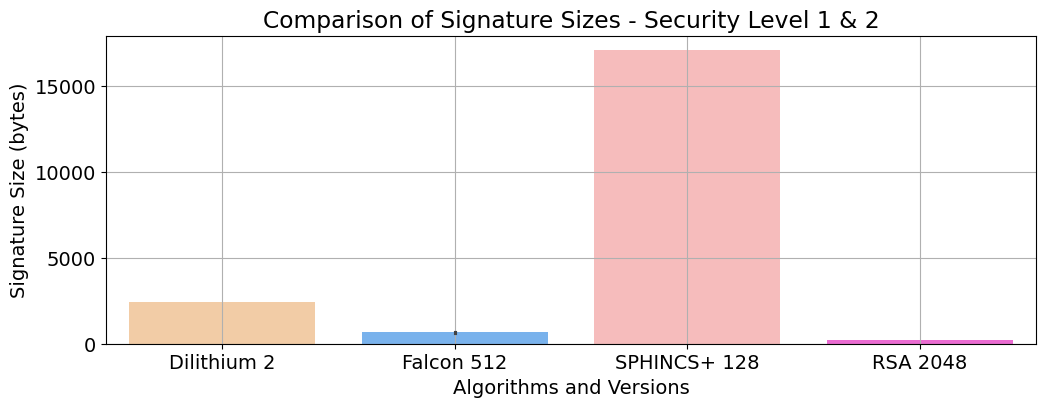 Comparison of Signature Sizes - Security Level 1 & 2
Signature Size (bytes)
15000
10000
5000
0
Dilithium 2 Falcon 512 SPHINCS+ 128 RSA 2048
Algorithms and Versions